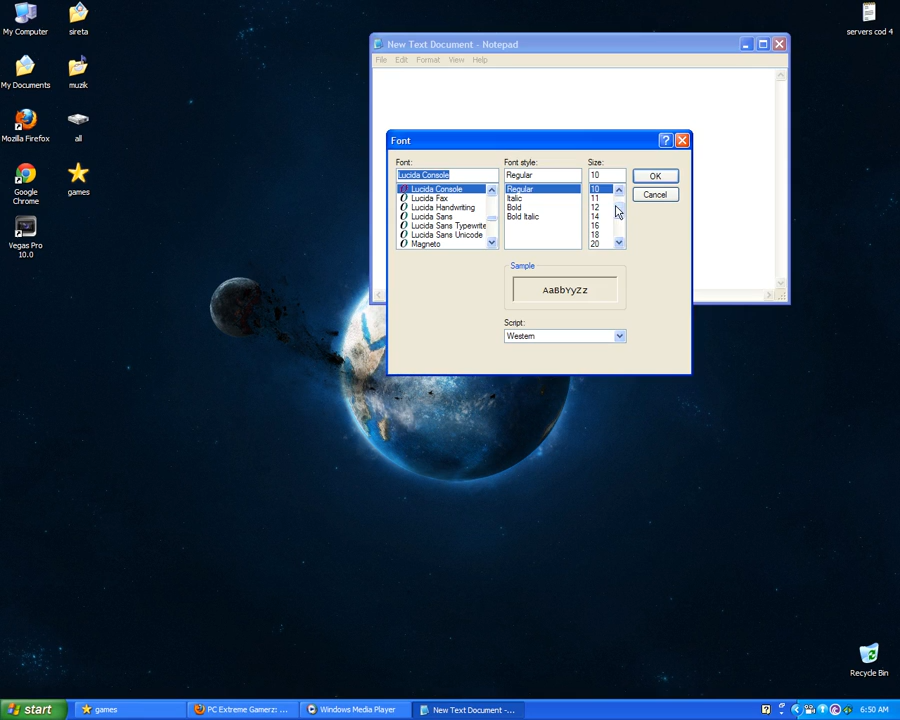 My Computer
sireta
servers cod 4
My Documents
muzik
Mozilla Firefox
all
Google
Chrome
games
Vegas Pro
10.0
New Text Document - Notepad
File Edit Format View Help
Font
Font:
Font style:
Size:
Lucida Console
Regular
10
OK
Cancel
Lucida Console
Lucida Fax
Lucida Handwriting
Lucida Sans
Lucida Sans Typewrite
Lucida Sans Unicode
Magneto
Regular
Italic
Bold
Bold Italic
10
11
12
14
16
18
20
Sample
AaBbYyZz
Script:
Western
Recycle Bin
start
games
PC Extreme Gamerz: ...
Windows Media Player
New Text Document -...
6:50 AM